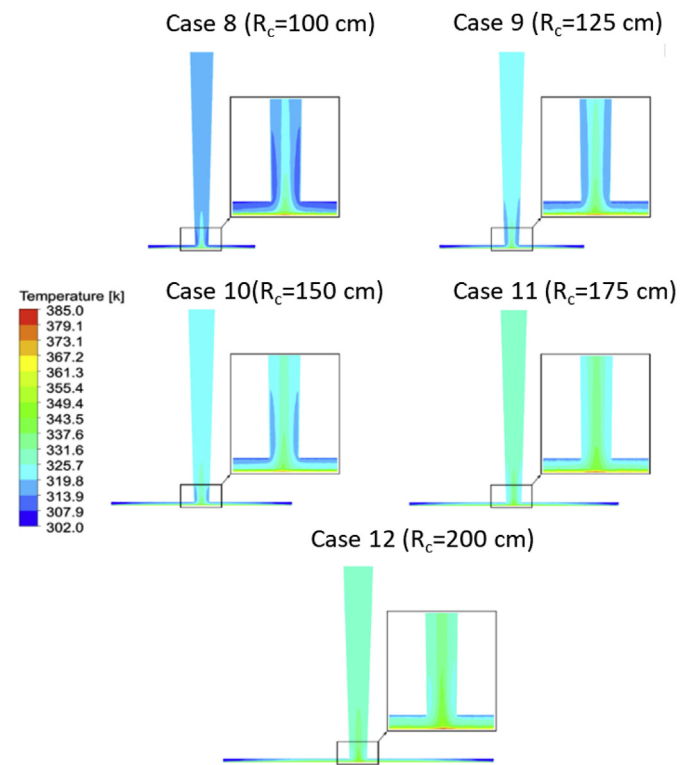 Case 8 (Rc=100 cm)
Case 9 (Rc=125 cm)
Temperature [k]
385.0
379.1
373.1
367.2
361.3
355.4
349.4
343.5
337.6
331.6
325.7
319.8
313.9
307.9
302.0
Case 10(Rc=150 cm)
Case 11 (Rc=175 cm)
Case 12 (Rc=200 cm)